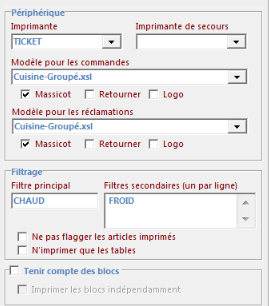 Périphérique
Imprimante Imprimante de secours
TICKET
Modèle pour les commandes
Cuisine-Groupé.xsl
Massicot Retourner Logo
Modèle pour les réclamations
Cuisine-Groupé.xsl
Massicot Retourner Logo
Filtrage
Filtre principal Filtres secondaires (un par ligne)
CHAUD FROID
Ne pas flagger les articles imprimés
N'imprimer que les tables
Tenir compte des blocs
Imprimer les blocs indépendamment